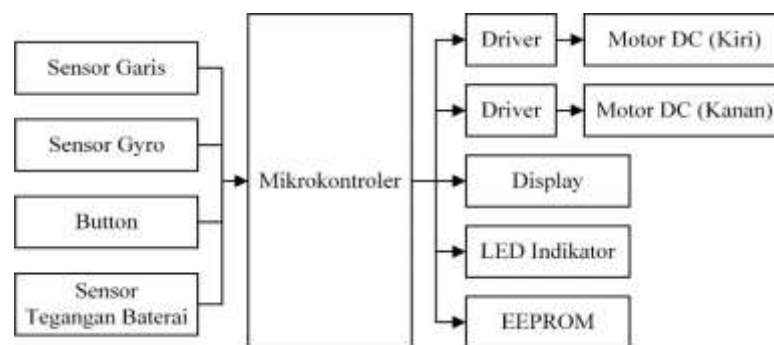 Sensor Garis
Sensor Gyro
Button
Sensor
Tegangan Baterai
Mikrokontroler
Driver
Motor DC (Kiri)
Driver
Motor DC (Kanan)
Display
LED Indikator
EEPROM